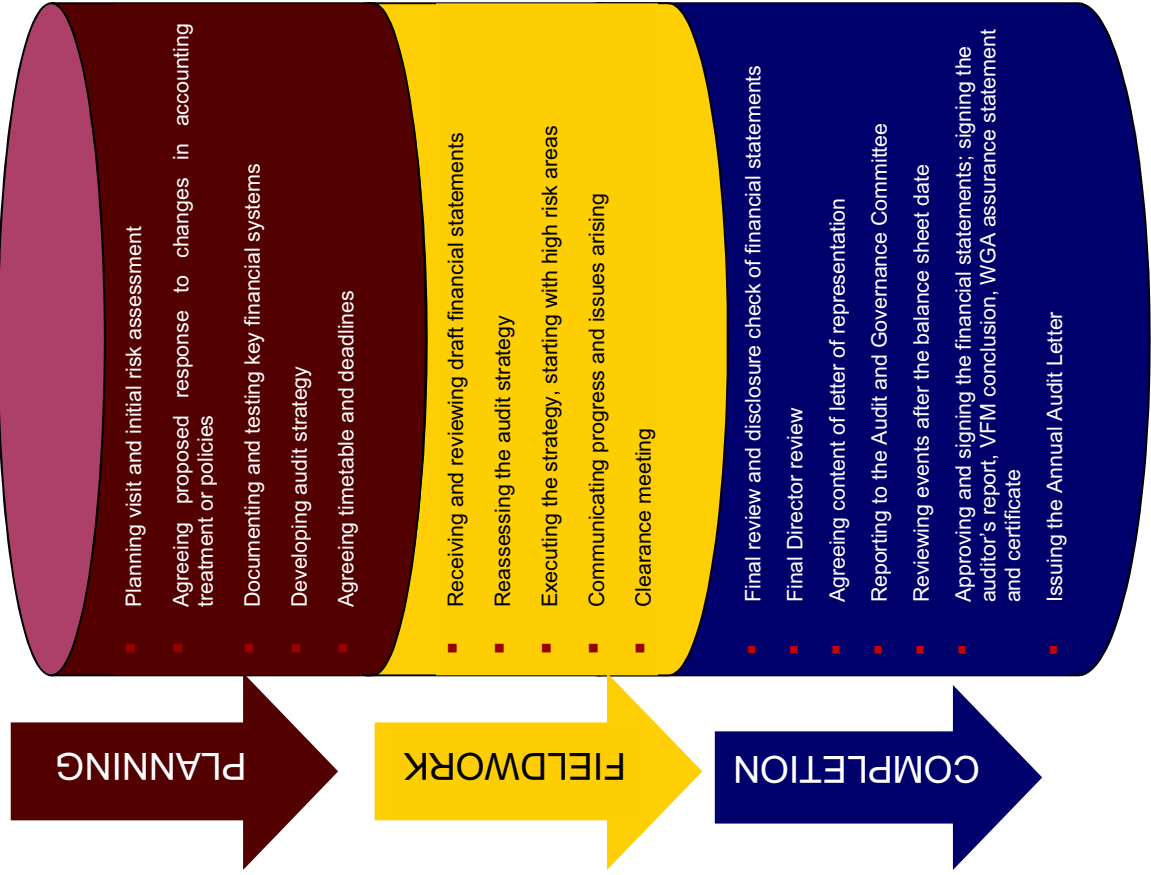 PLANNING
Planning visit and initial risk assessment
Agreeing proposed response to changes in accounting
treatment or policies
Documenting and testing key financial systems
Developing audit strategy
Agreeing timetable and deadlines
FIELDWORK
Receiving and reviewing draft financial statements
Reassessing the audit strategy
Executing the strategy, starting with high risk areas
Communicating progress and issues arising
Clearance meeting
COMPLETION
Final review and disclosure check of financial statements
Final Director review
Agreeing content of letter of representation
Reporting to the Audit and Governance Committee
Reviewing events after the balance sheet date
Approving and signing the financial statements; signing the
auditor's report, VFM conclusion, WGA assurance statement
and certificate
Issuing the Annual Audit Letter